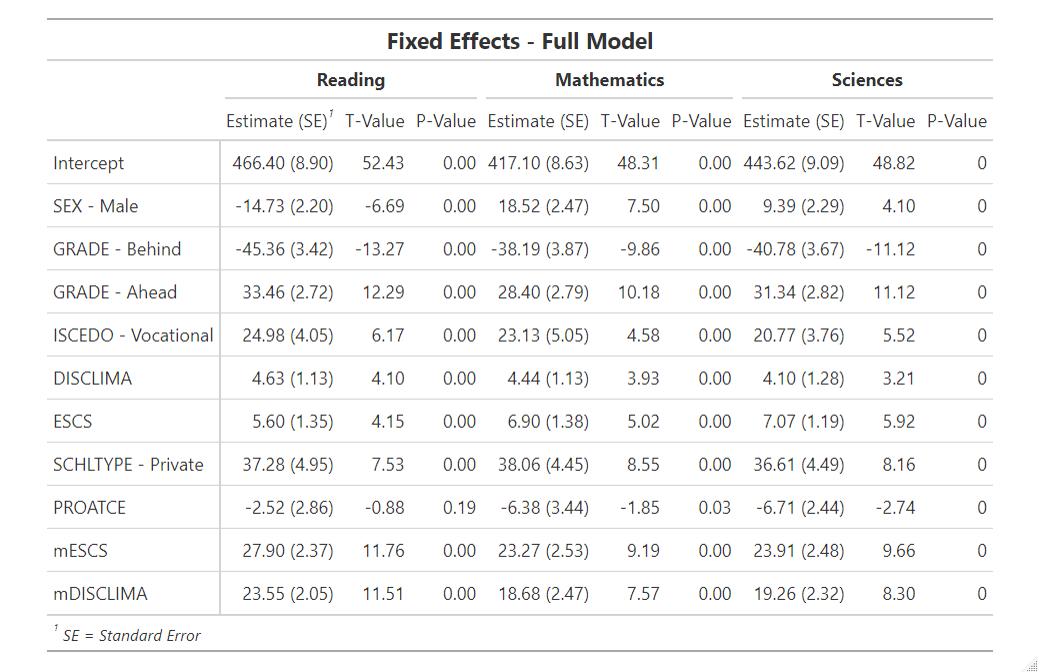 Fixed Effects - Full Model
Reading Mathematics Sciences
Estimate (SE)1 T-Value P-Value Estimate (SE) T-Value P-Value Estimate (SE) T-Value P-Value
Intercept 466.40 (8.90) 52.43 0.00 417.10 (8.63) 48.31 0.00 443.62 (9.09) 48.82 0
SEX - Male -14.73 (2.20) -6.69 0.00 18.52 (2.47) 7.50 0.00 9.39 (2.29) 4.10 0
GRADE - Behind -45.36 (3.42) -13.27 0.00 -38.19 (3.87) -9.86 0.00 -40.78 (3.67) -11.12 0
GRADE - Ahead 33.46 (2.72) 12.29 0.00 28.40 (2.79) 10.18 0.00 31.34 (2.82) 11.12 0
ISCEDO - Vocational 24.98 (4.05) 6.17 0.00 23.13 (5.05) 4.58 0.00 20.77 (3.76) 5.52 0
DISCLIMA 4.63 (1.13) 4.10 0.00 4.44 (1.13) 3.93 0.00 4.10 (1.28) 3.21 0
ESCS 5.60 (1.35) 4.15 0.00 6.90 (1.38) 5.02 0.00 7.07 (1.19) 5.92 0
SCHLTYPE - Private 37.28 (4.95) 7.53 0.00 38.06 (4.45) 8.55 0.00 36.61 (4.49) 8.16 0
PROATCE -2.52 (2.86) -0.88 0.19 -6.38 (3.44) -1.85 0.03 -6.71 (2.44) -2.74 0
mESCS 27.90 (2.37) 11.76 0.00 23.27 (2.53) 9.19 0.00 23.91 (2.48) 9.66 0
mDISCLIMA 23.55 (2.05) 11.51 0.00 18.68 (2.47) 7.57 0.00 19.26 (2.32) 8.30 0
1 SE = Standard Error